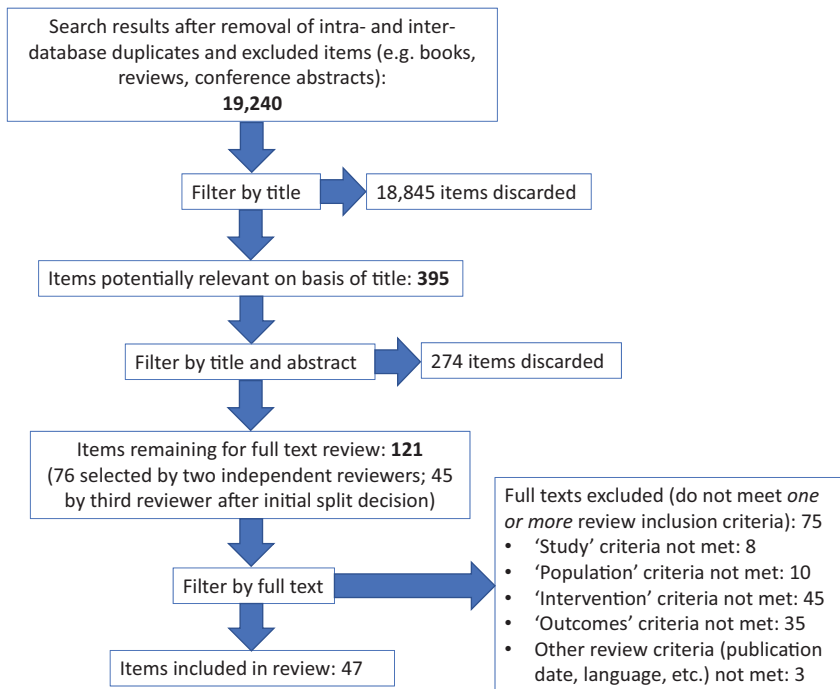 Search results after removal of intra- and inter-
database duplicates and excluded items (e.g. books,
reviews, conference abstracts):
19,240
Filter by title
18,845 items discarded
Items potentially relevant on basis of title: 395
Filter by title and abstract
274 items discarded
Items remaining for full text review: 121
(76 selected by two independent reviewers; 45
by third reviewer after initial split decision)
Full texts excluded (do not meet one
or more review inclusion criteria): 75
• ‘Study’ criteria not met: 8
• ‘Population’ criteria not met: 10
• ‘Intervention’ criteria not met: 45
• ‘Outcomes’ criteria not met: 35
• Other review criteria (publication
date, language, etc.) not met: 3
Filter by full text
Items included in review: 47